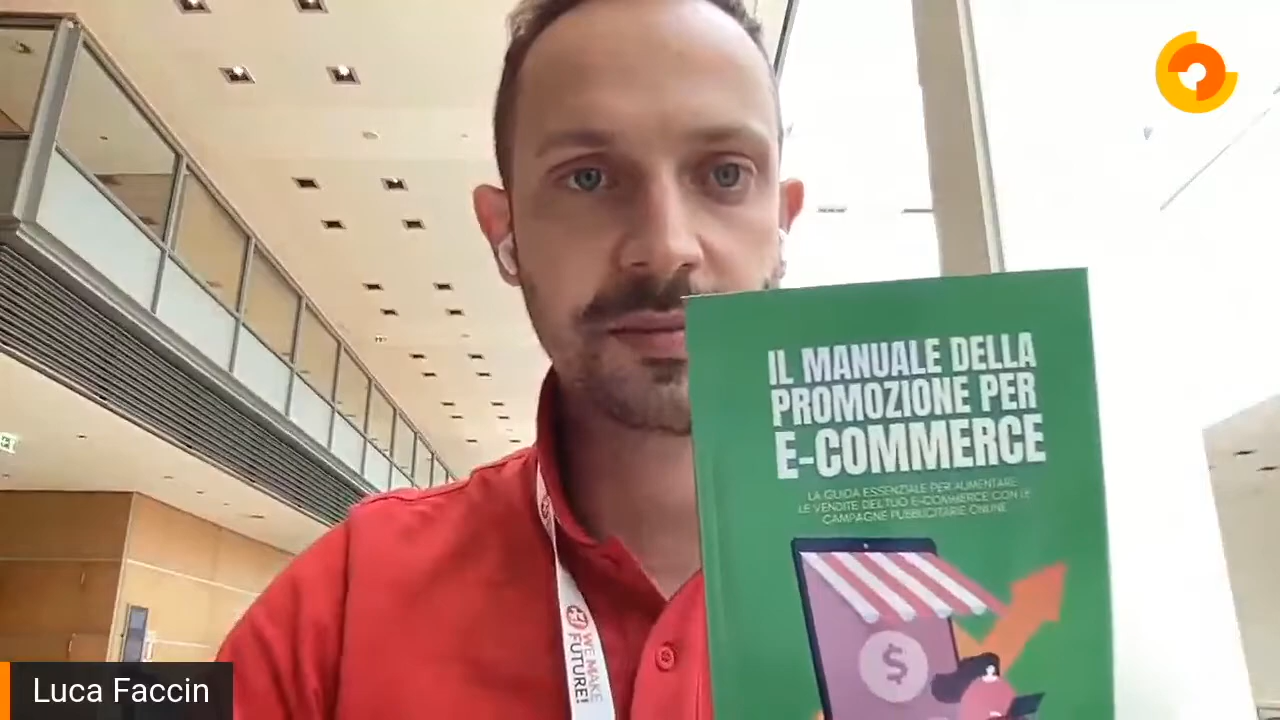 IL MANUALE DELLA
PROMOZIONE PER
E-COMMERCE
LA GUIDA ESSENZIALE PER AUMENTARE
LE VENDITE DEL TUO E-COMMERCE CON LE
CAMPAGNE PUBBLICITARIE ONLINE
$
WE MAKE
FUTURE!
Luca Faccin